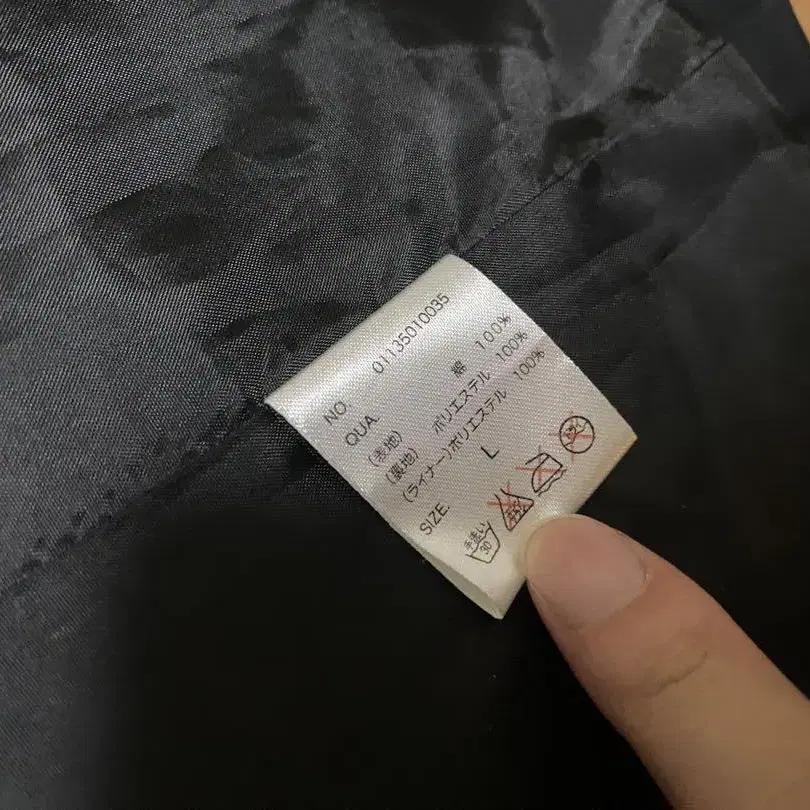 NO. 01135010035
QUA.
(表地) 綿 100%
(裏地) ポリエステル 100%
(ライナー)ポリエステル 100%
SIZE. L
手洗い
30